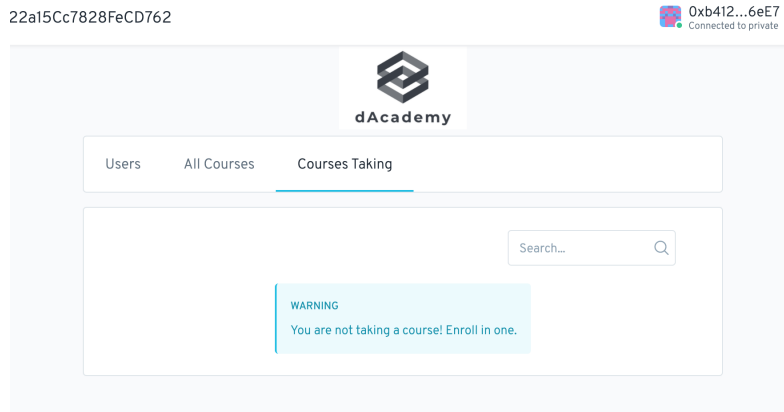 22a15Cc7828FeCD762
0xb412...6eE7
Connected to private
dAcademy
Users All Courses Courses Taking
Search...
WARNING
You are not taking a course! Enroll in one.